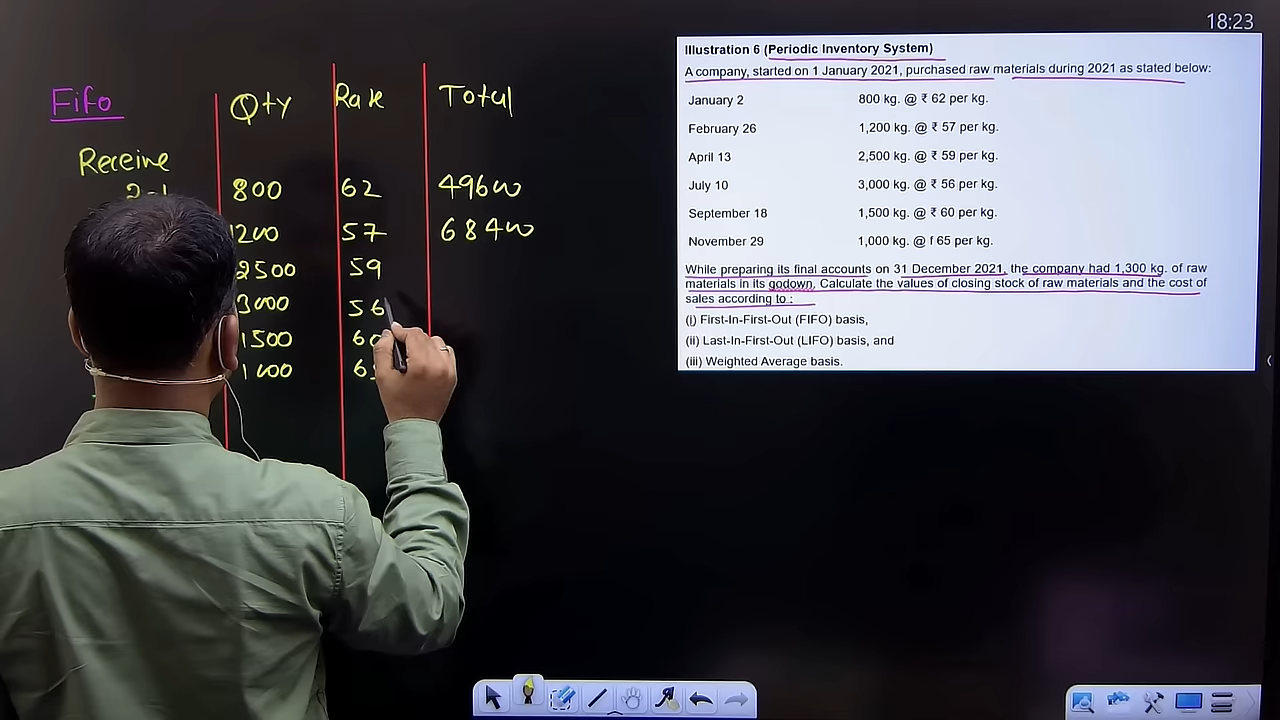 18:23
Fifo
Qty Rate Total
Receive
800 62 49600
1200 57 68400
2500 59
3000 56
1500 60
1000
Illustration 6 (Periodic Inventory System)
A company, started on 1 January 2021, purchased raw materials during 2021 as stated below:
January 2 800 kg. @ ₹ 62 per kg.
February 26 1,200 kg. @ ₹ 57 per kg.
April 13 2,500 kg. @ ₹ 59 per kg.
July 10 3,000 kg. @ ₹ 56 per kg.
September 18 1,500 kg. @ ₹ 60 per kg.
November 29 1,000 kg. @ f 65 per kg.
While preparing its final accounts on 31 December 2021, the company had 1,300 kg. of raw
materials in its godown. Calculate the values of closing stock of raw materials and the cost of
sales according to :
(i) First-In-First-Out (FIFO) basis,
(ii) Last-In-First-Out (LIFO) basis, and
(iii) Weighted Average basis.